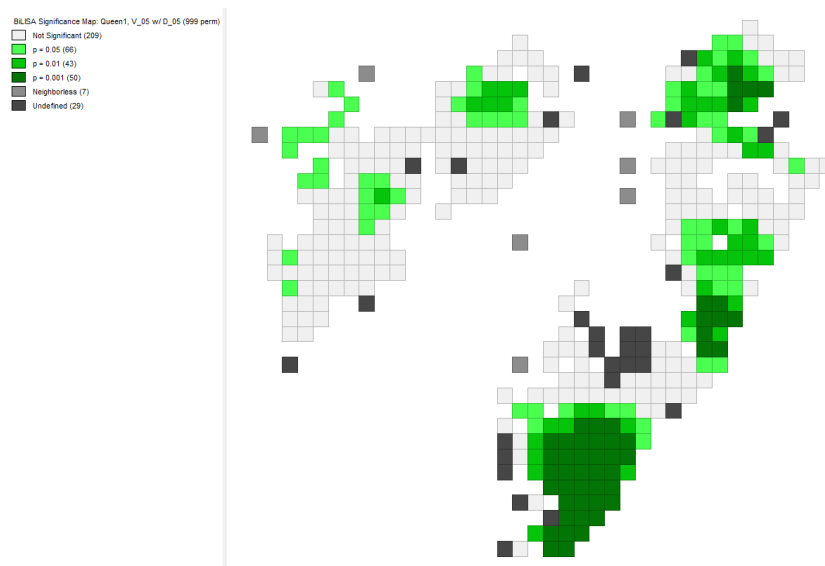 BiLISA Significance Map: Queen1, V_05 w/ D_05 (999 perm)
Not Significant (209)
p = 0.05 (66)
p = 0.01 (43)
p = 0.001 (50)
Neighborless (7)
Undefined (29)